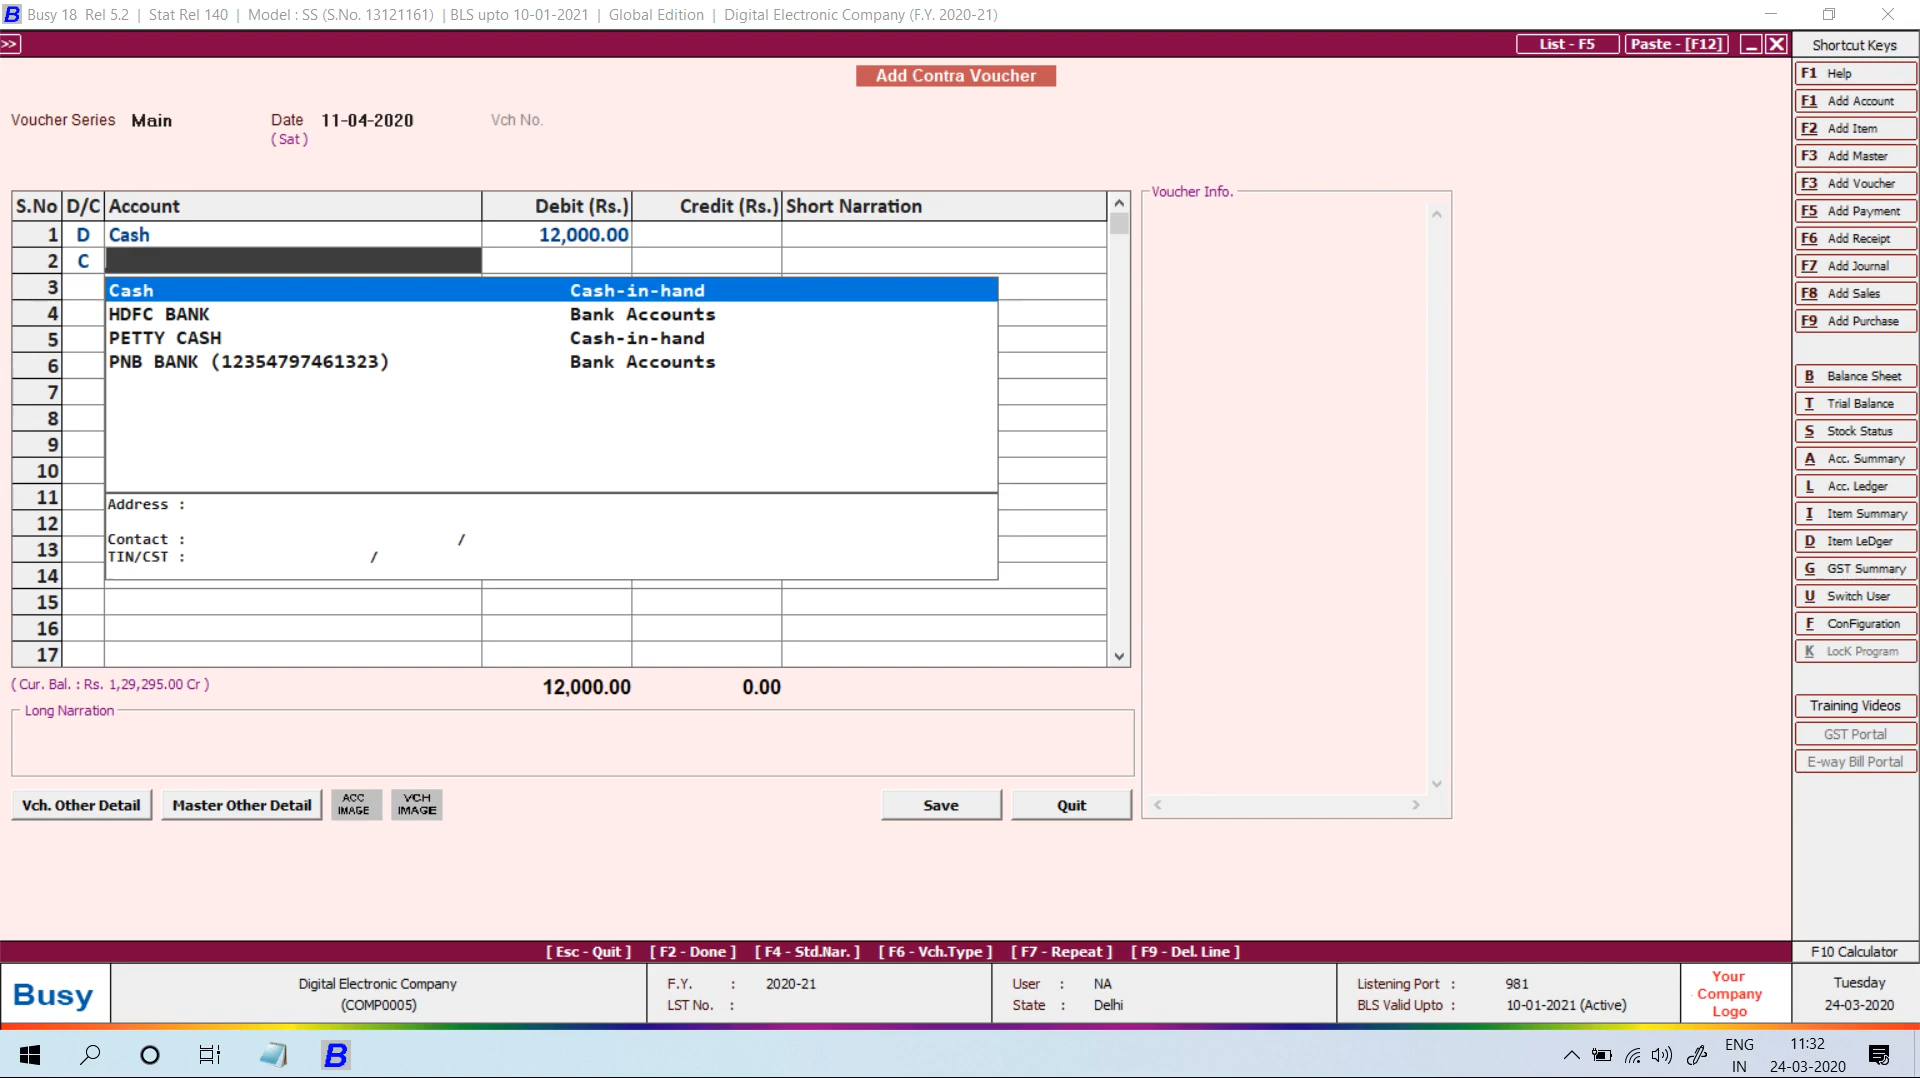 Busy 18 Rel 5.2 | Stat Rel 140 | Model : SS (S.No. 13121161) | BLS upto 10-01-2021 | Global Edition | Digital Electronic Company (F.Y. 2020-21)
>> List - F5 Paste - [F12] Shortcut Keys
Add Contra Voucher
Voucher Series Main Date 11-04-2020 Vch No.
( Sat )
S.No D/C Account Debit (Rs.) Credit (Rs.) Short Narration
1 D Cash 12,000.00
2 C
3
4
5
6
7
8
9
10
11
12
13
14
15
16
17
Cash Cash-in-hand
HDFC BANK Bank Accounts
PETTY CASH Cash-in-hand
PNB BANK (12354797461323) Bank Accounts
Address :
Contact : /
TIN/CST : /
( Cur. Bal. : Rs. 1,29,295.00 Cr ) 12,000.00 0.00
Long Narration
Vch. Other Detail Master Other Detail ACC IMAGE VCH IMAGE Save Quit
Voucher Info.
F1 Help
F1 Add Account
F2 Add Item
F3 Add Master
F3 Add Voucher
F5 Add Payment
F6 Add Receipt
F7 Add Journal
F8 Add Sales
F9 Add Purchase
B Balance Sheet
T Trial Balance
S Stock Status
A Acc. Summary
L Acc. Ledger
I Item Summary
D Item LeDger
G GST Summary
U Switch User
F ConFiguration
K LocK Program
Training Videos
GST Portal
E-way Bill Portal
[ Esc - Quit ] [ F2 - Done ] [ F4 - Std.Nar. ] [ F6 - Vch.Type ] [ F7 - Repeat ] [ F9 - Del. Line ] F10 Calculator
Busy
Digital Electronic Company
(COMP0005)
F.Y. : 2020-21
LST No. :
User : NA
State : Delhi
Listening Port : 981
BLS Valid Upto : 10-01-2021 (Active)
Your
Company
Logo
Tuesday
24-03-2020
B
ENG
IN
11:32
24-03-2020